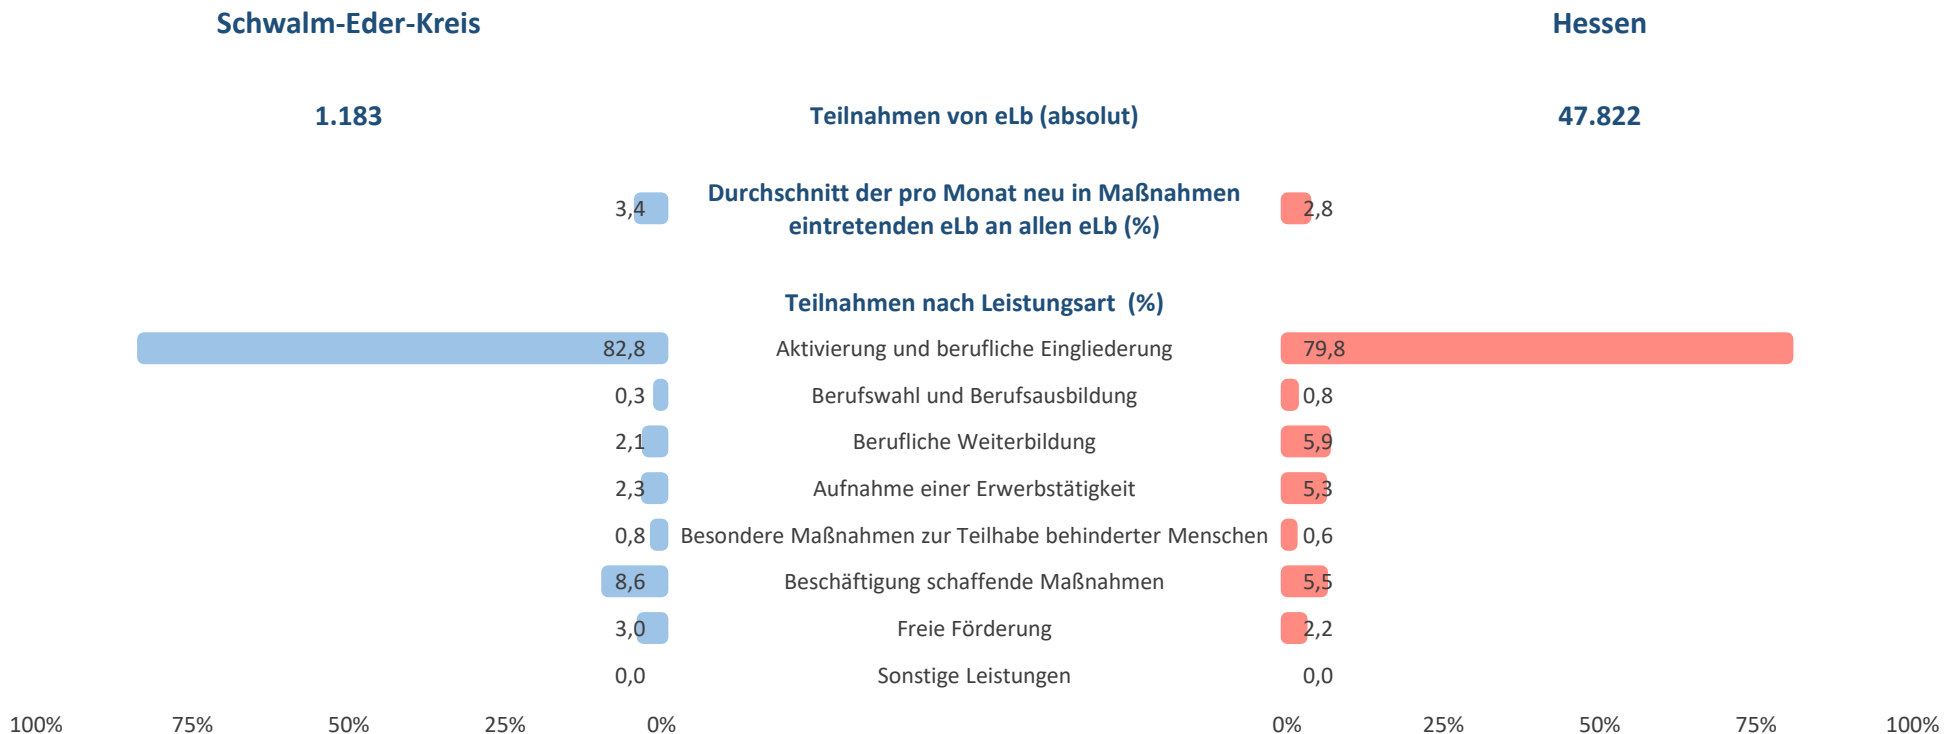 Schwalm-Eder-Kreis Hessen
1.183 Teilnahmen von eLb (absolut) 47.822
Durchschnitt der pro Monat neu in Maßnahmen
3,4 2,8
eintretenden eLb an allen eLb (%)
Teilnahmen nach Leistungsart (%)
82,8 Aktivierung und berufliche Eingliederung 79,8
0,3 Berufswahl und Berufsausbildung 0,8
2,1 Berufliche Weiterbildung 5,9
2,3 Aufnahme einer Erwerbstätigkeit 5,3
0,8 Besondere Maßnahmen zur Teilhabe behinderter Menschen 0,6
8,6 Beschäftigung schaffende Maßnahmen 5,5
3,0 Freie Förderung 2,2
0,0 Sonstige Leistungen 0,0
100% 75% 50% 25% 0% 0% 25% 50% 75% 100%